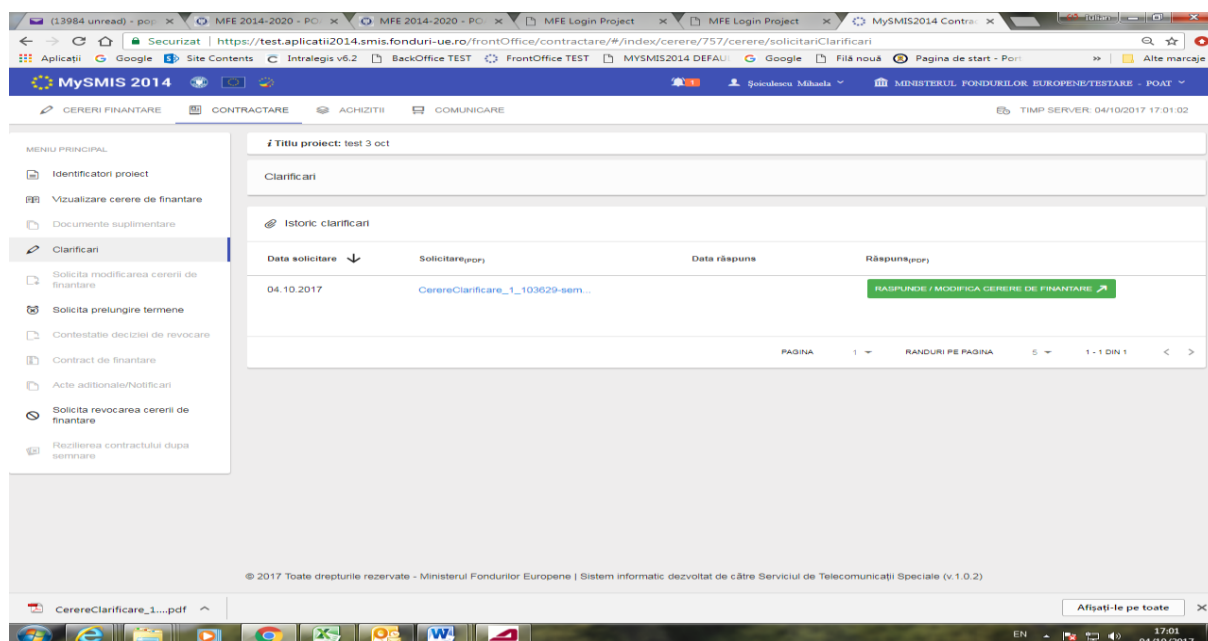 (13984 unread) - pop
MFE 2014-2020 - PO
MFE 2014-2020 - PO
MFE Login Project
MFE Login Project
MySMIS2014 Contrac
Securizat | https://test.aplicatii2014.smis.fonduri-ue.ro/frontOffice/contractare/#/index/cerere/757/cerere/solicitariClarificari
Aplicații Google Site Contents Intralegis v6.2 BackOffice TEST FrontOffice TEST MYSMIS2014 DEFAU Google Filă nouă Pagina de start - Port » Alte marcaje
MySMIS 2014 1 Șoiculescu Mihaela MINISTERUL FONDURILOR EUROPENE/TESTARE - POAT
CERERI FINANTARE CONTRACTARE ACHIZITII COMUNICARE TIMP SERVER: 04/10/2017 17:01:02
MENIU PRINCIPAL
Identificatori proiect
Vizualizare cerere de finantare
Documente suplimentare
Clarificari
Solicita modificarea cererii de
finantare
Solicita prelungire termene
Contestatie deciziei de revocare
Contract de finantare
Acte aditionale/Notificari
Solicita revocarea cererii de
finantare
Rezilierea contractului dupa
semnare
i Titlu proiect: test 3 oct
Clarificari
Istoric clarificari
Data solicitare Solicitare(PDF) Data răspuns Răspuns(PDF)
04.10.2017 CerereClarificare_1_103629-sem... RASPUNDE / MODIFICA CERERE DE FINANTARE
PAGINA 1 RANDURI PE PAGINA 5 1 - 1 DIN 1 < >
© 2017 Toate drepturile rezervate - Ministerul Fondurilor Europene | Sistem informatic dezvoltat de către Serviciul de Telecomunicații Speciale (v.1.0.2)
CerereClarificare_1....pdf Afișați-le pe toate
EN 17:01
04/10/2017